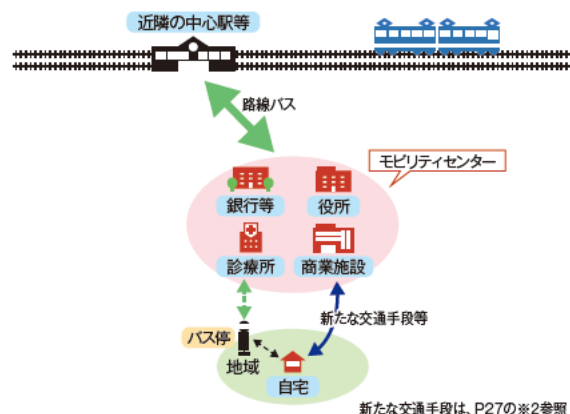 近隣の中心駅等
路線バス
モビリティセンター
銀行等
役所
診療所
商業施設
新たな交通手段等
バス停
地域
自宅
新たな交通手段は、P27の※2参照